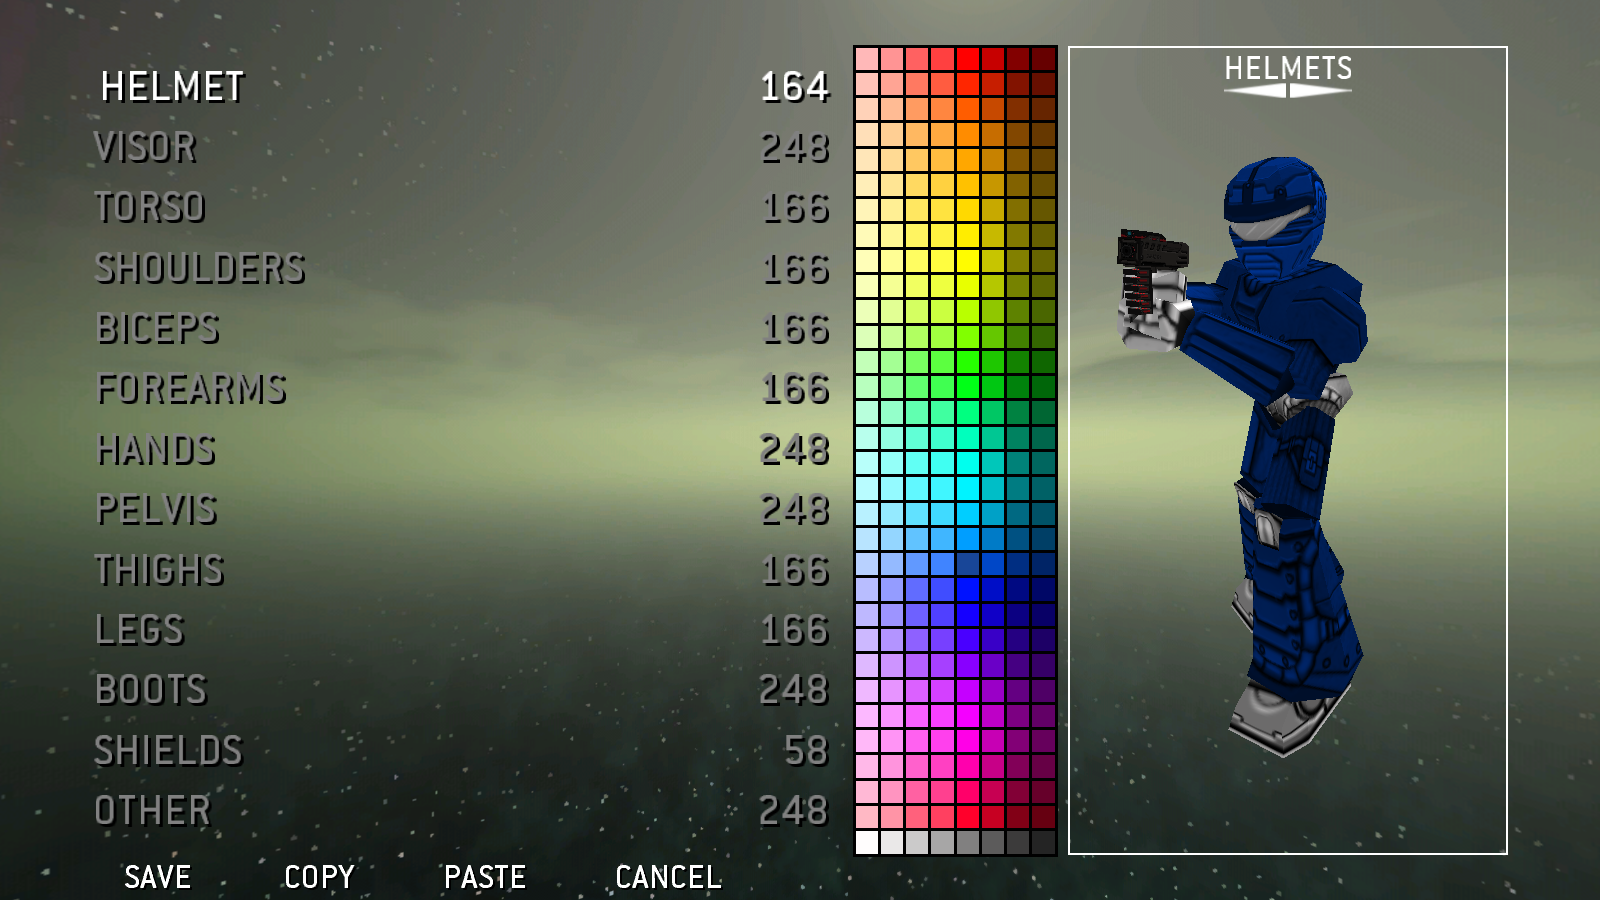 HELMET 164
VISOR 248
TORSO 166
SHOULDERS 166
BICEPS 166
FOREARMS 166
HANDS 248
PELVIS 248
THIGHS 166
LEGS 166
BOOTS 248
SHIELDS 58
OTHER 248
SAVE COPY PASTE CANCEL
HELMETS